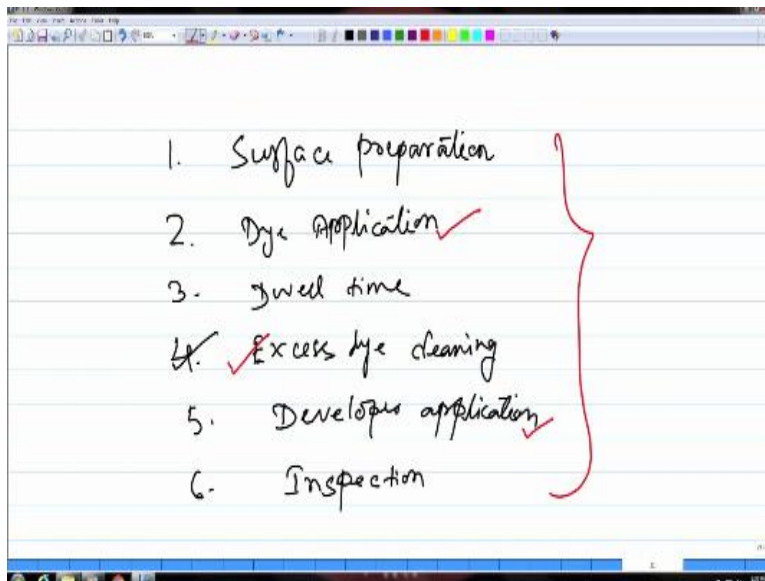 1. Surface preparation
2. Dye Application
3. Dwell time
4. Excess dye cleaning
5. Developer application
6. Inspection